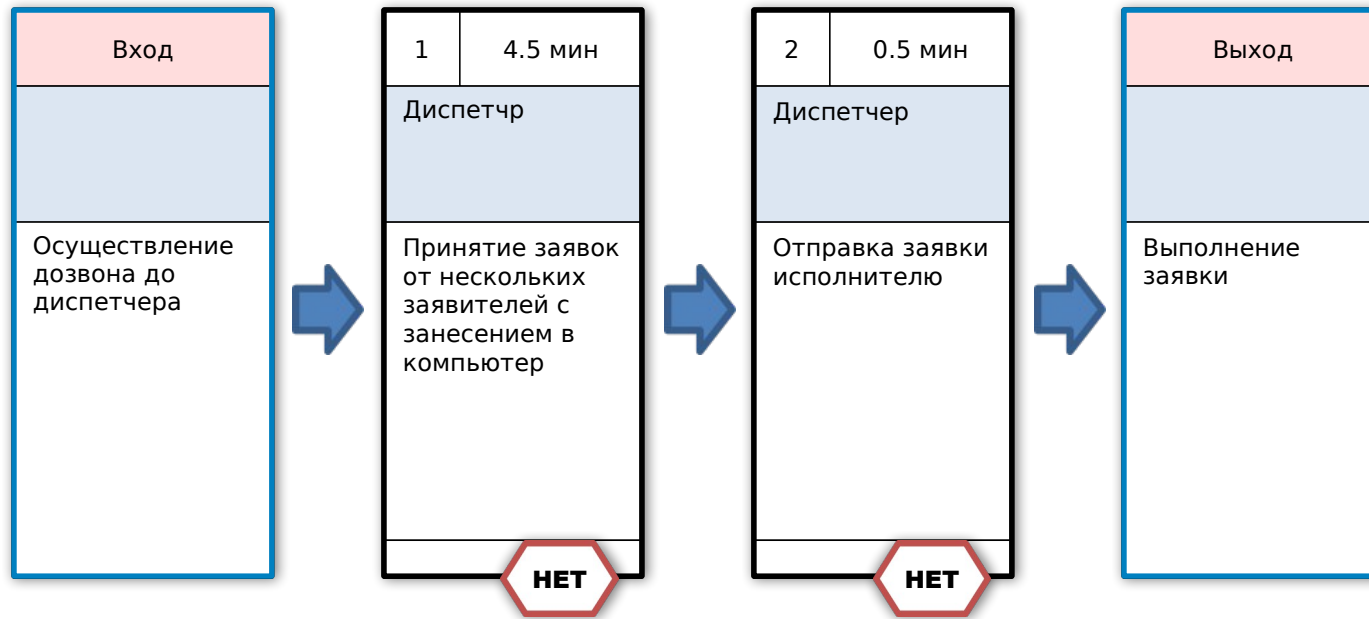 Вход
Осуществление
дозвона до
диспетчера
1 4.5 мин
Диспетчр
Принятие заявок
от нескольких
заявителей с
занесением в
компьютер
НЕТ
2 0.5 мин
Диспетчер
Отправка заявки
исполнителю
НЕТ
Выход
Выполнение
заявки